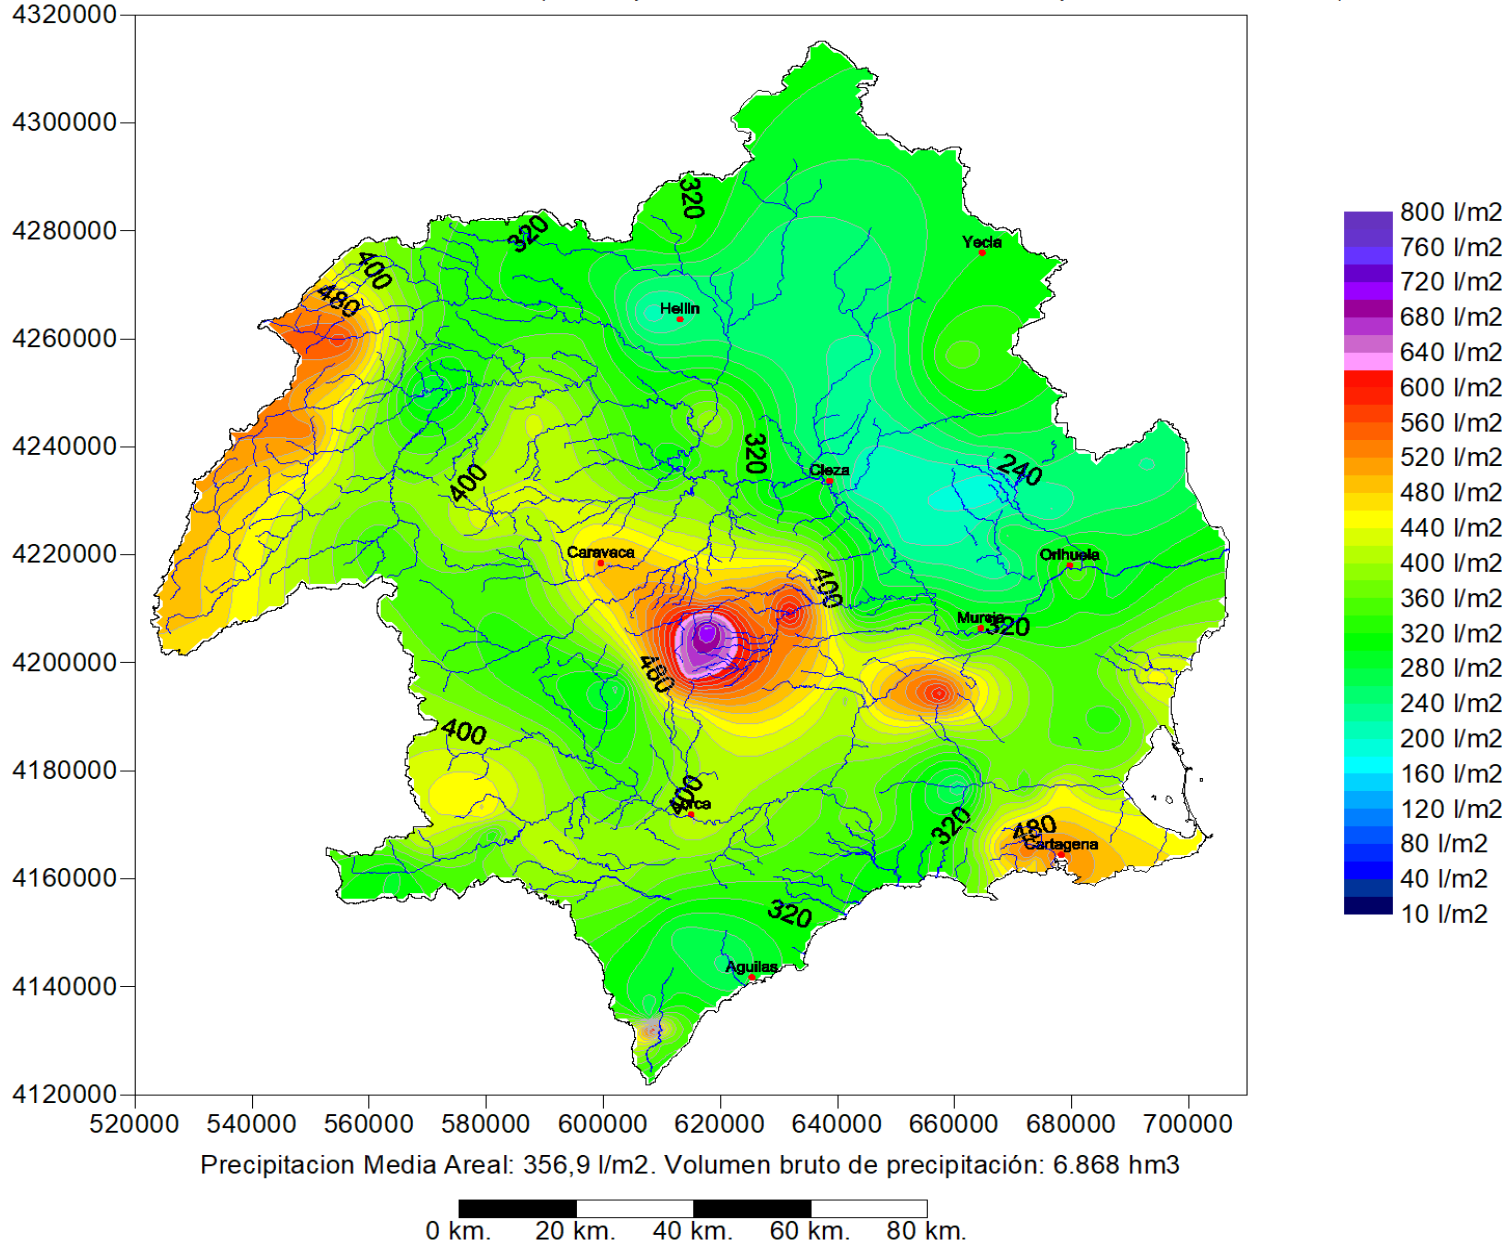 4320000
4300000
4280000
4260000
4240000
4220000
4200000
4180000
4160000
4140000
4120000
520000 540000 560000 580000 600000 620000 640000 660000 680000 700000
320
320
400
480
Yecla
Hellin
320
400
240
Cieza
Caravaca
Orihuela
400
Murcia
320
480
400
400
Lorca
320
480
Cartagena
320
Aguilas
800 l/m2
760 l/m2
720 l/m2
680 l/m2
640 l/m2
600 l/m2
560 l/m2
520 l/m2
480 l/m2
440 l/m2
400 l/m2
360 l/m2
320 l/m2
280 l/m2
240 l/m2
200 l/m2
160 l/m2
120 l/m2
80 l/m2
40 l/m2
10 l/m2
Precipitacion Media Areal: 356,9 l/m2. Volumen bruto de precipitación: 6.868 hm3
0 km. 20 km. 40 km. 60 km. 80 km.